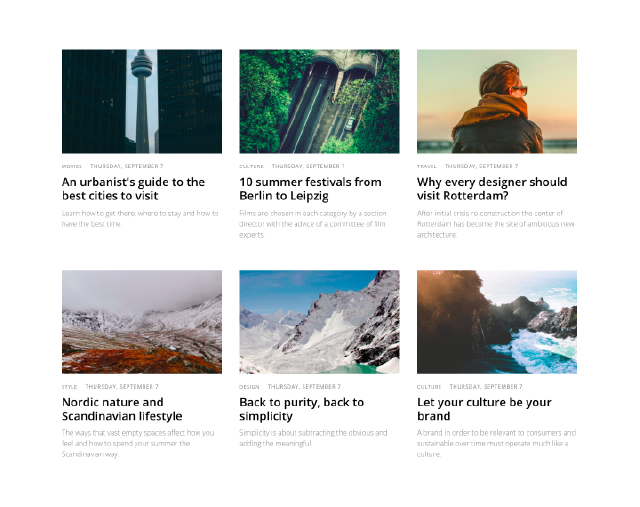 MOVIES THURSDAY, SEPTEMBER 7
An urbanist's guide to the
best cities to visit
Learn how to get there, where to stay and how to
have the best time.
CULTURE THURSDAY, SEPTEMBER 1
10 summer festivals from
Berlin to Leipzig
Films are chosen in each category by a section
director with the advice of a committee of film
experts.
TRAVEL THURSDAY, SEPTEMBER 7
Why every designer should
visit Rotterdam?
After initial crisis re-construction the center of
Rotterdam has become the site of ambitious new
architecture.
STYLE THURSDAY, SEPTEMBER 7
Nordic nature and
Scandinavian lifestyle
The ways that vast empty spaces affect how you
feel and how to spend your summer the
Scandinavian way.
DESIGN THURSDAY, SEPTEMBER 7
Back to purity, back to
simplicity
Simplicity is about subtracting the obvious and
adding the meaningful.
CULTURE THURSDAY, SEPTEMBER 7
Let your culture be your
brand
A brand in order to be relevant to consumers and
sustainable over time must operate much like a
culture.